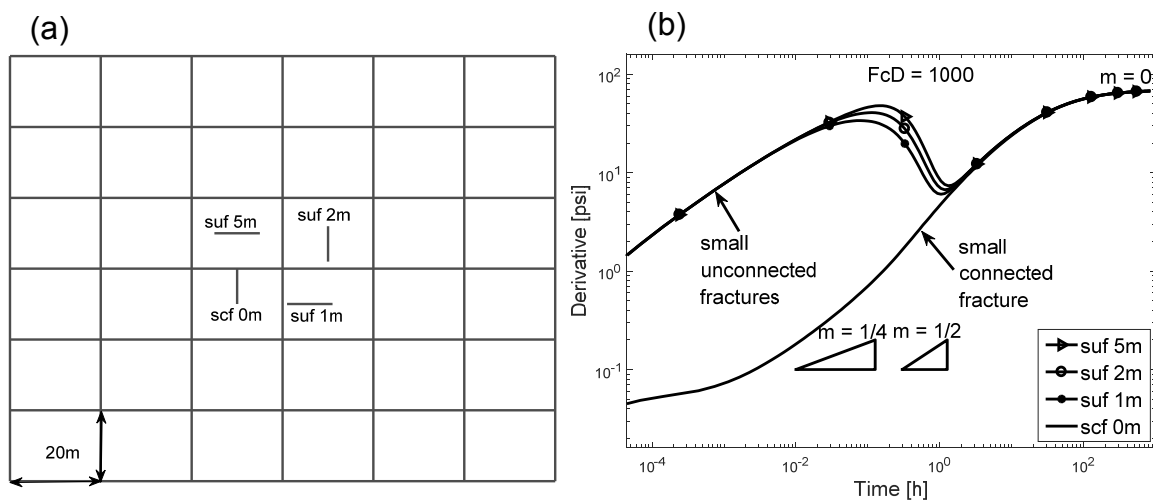 (a)
suf 5m
suf 2m
scf 0m
suf 1m
20m
(b)
FcD = 1000
m = 0
10^2
10^1
10^0
10^-1
Derivative [psi]
small
unconnected
fractures
small
connected
fracture
m = 1/4
m = 1/2
suf 5m
suf 2m
suf 1m
scf 0m
10^-4
10^-2
10^0
10^2
Time [h]